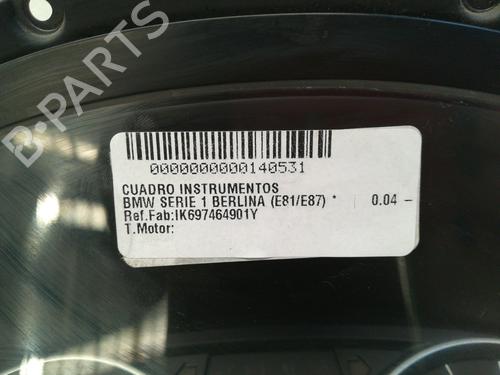 B-PARTS
0000000000140531
CUADRO INSTRUMENTOS
BMW SERIE 1 BERLINA (E81/E87) * 0.04 -
Ref.Fab:IK697464901Y
T.Motor: